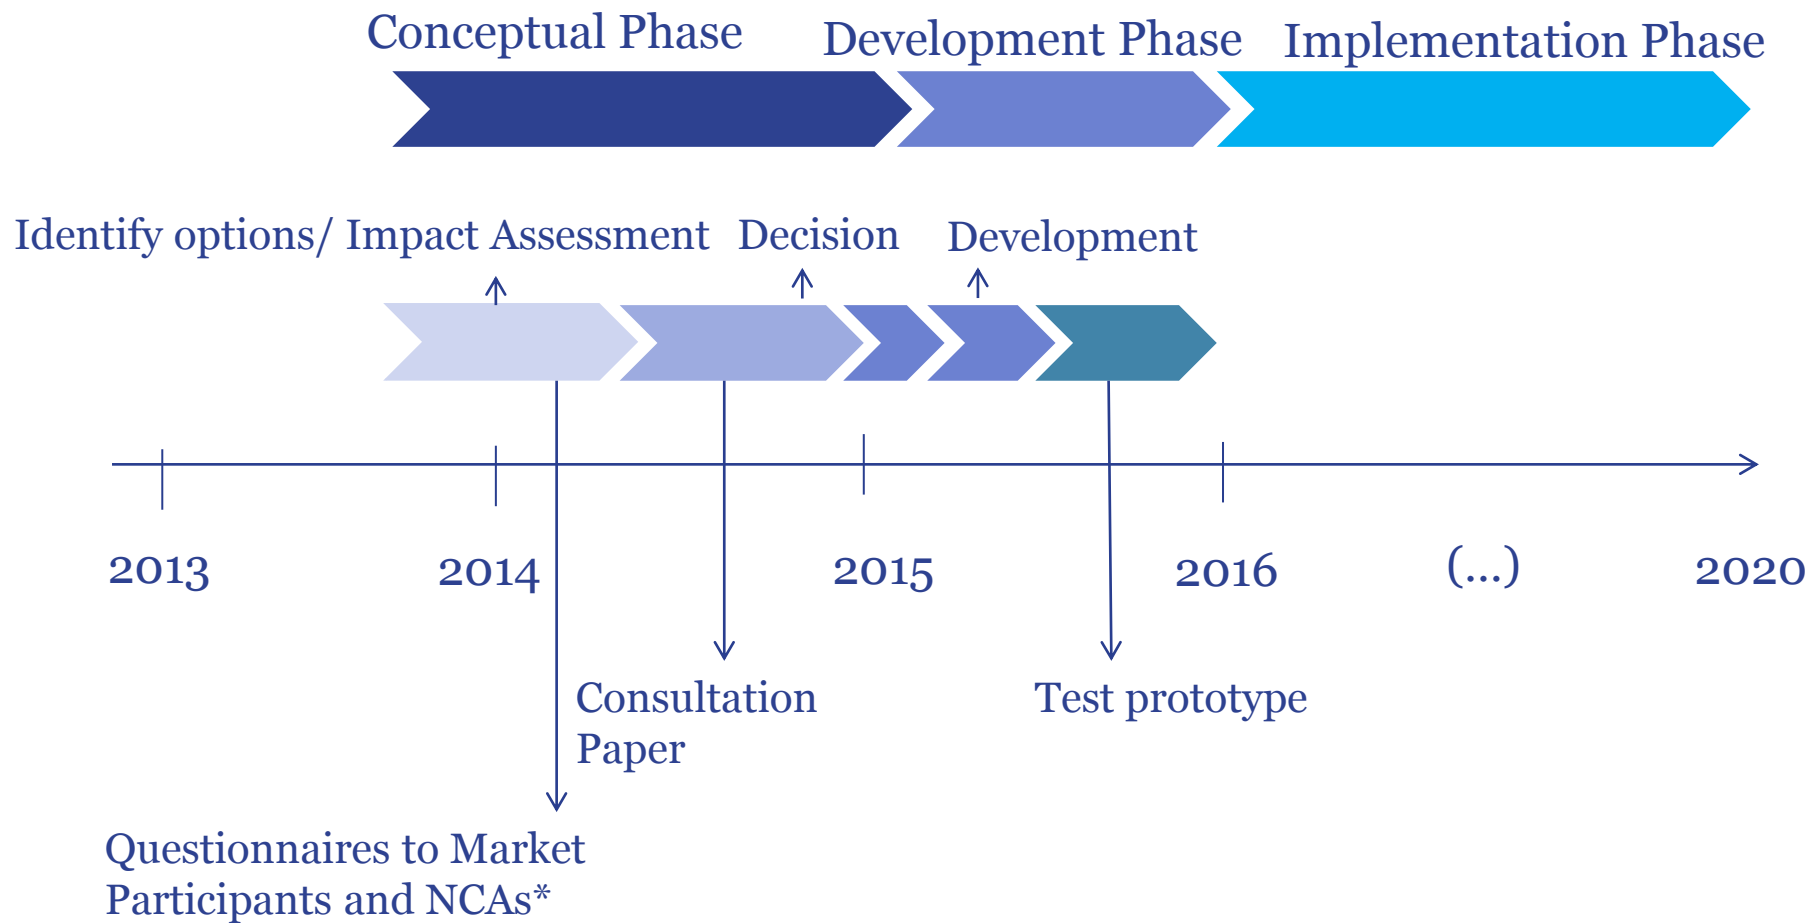 Conceptual Phase
Development Phase
Implementation Phase
Identify options/ Impact Assessment
Decision
Development
2013
2014
2015
2016
(...)
2020
Consultation
Paper
Test prototype
Questionnaires to Market
Participants and NCAs*